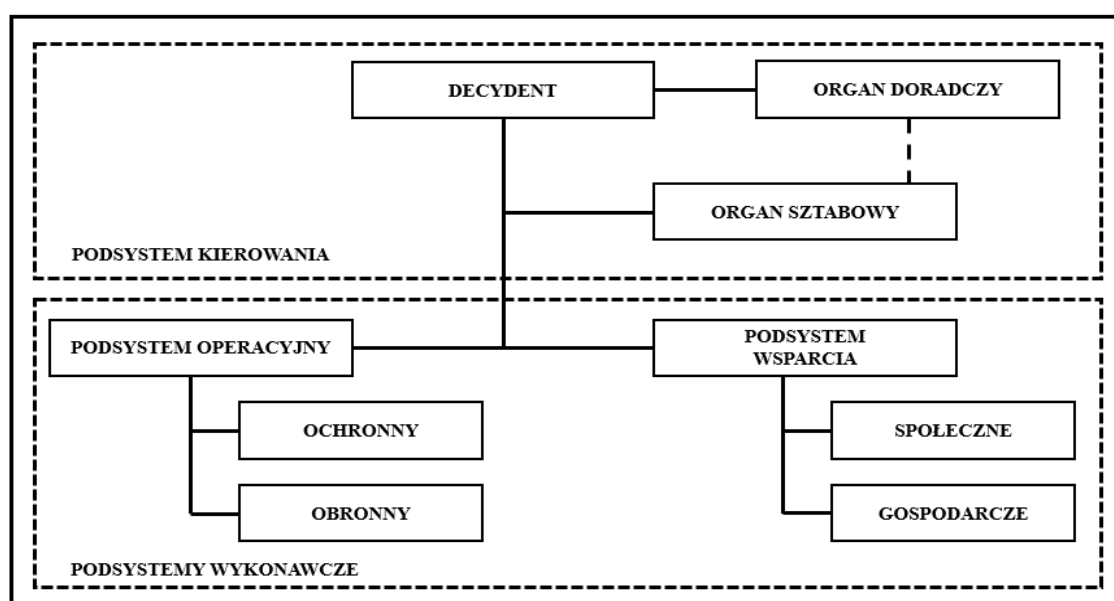 DECYDENT
ORGAN DORADCZY
ORGAN SZTABOWY
PODSYSTEM KIEROWANIA
PODSYSTEM OPERACYJNY
PODSYSTEM
WSPARCIA
OCHRONNY
SPOŁECZNE
OBRONNY
GOSPODARCZE
PODSYSTEMY WYKONAWCZE